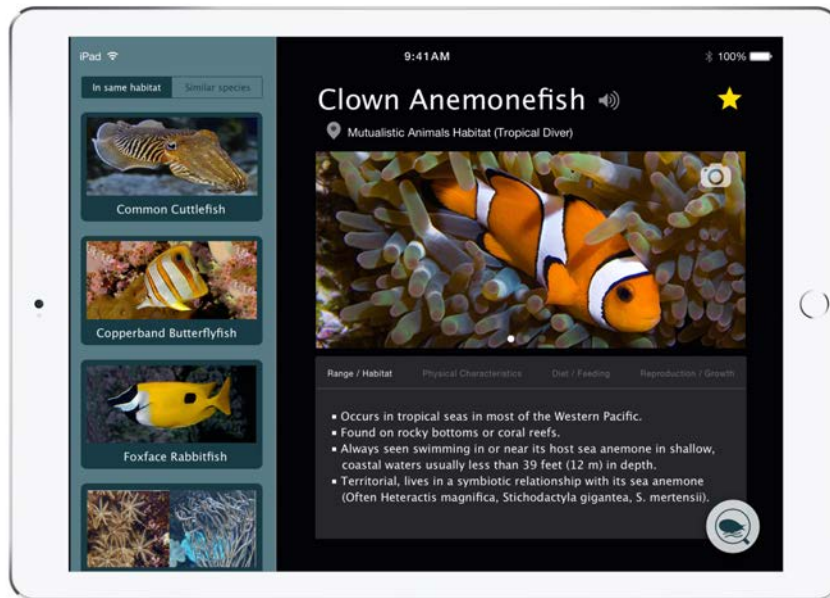 iPad
9:41AM
100%
In same habitat
Similar species
Common Cuttlefish
Copperband Butterflyfish
Foxface Rabbitfish
Clown Anemonefish
Mutualistic Animals Habitat (Tropical Diver)
Range / Habitat
Physical Characteristics
Diet / Feeding
Reproduction / Growth
▪ Occurs in tropical seas in most of the Western Pacific.
▪ Found on rocky bottoms or coral reefs.
▪ Always seen swimming in or near its host sea anemone in shallow,
coastal waters usually less than 39 feet (12 m) in depth.
▪ Territorial, lives in a symbiotic relationship with its sea anemone
(Often Heteractis magnifica, Stichodactyla gigantea, S. mertensii).